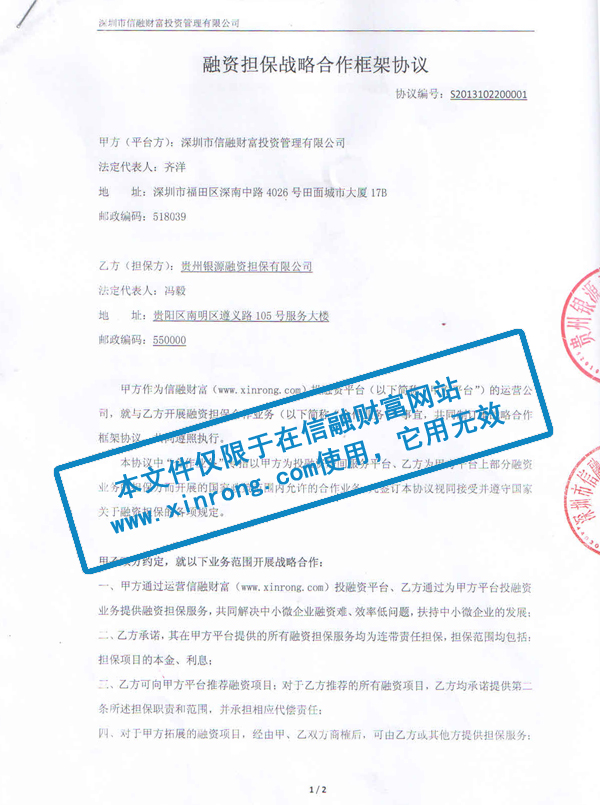 深圳市信融财富投资管理有限公司
融资担保战略合作框架协议
协议编号：S2013102200001
甲方（平台方）：深圳市信融财富投资管理有限公司
法定代表人：齐洋
地 址：深圳市福田区深南中路 4026 号田面城市大厦 17B
邮政编码：518039
乙方（担保方）：贵州银源融资担保有限公司
法定代表人：冯毅
地 址：贵阳区南明区遵义路 105 号服务大楼
邮政编码：550000
甲方作为信融财富（www.xinrong.com）投融资平台（以下简称 平台”）的运营公
司，就与乙方开展融资担保合作业务（以下简称 事宜，共同制 战略合作
框架协议， 共同遵照执行。
本协议中 指以甲方为投融 间服务平台、乙方为 平台上部分融资
业务 而开展的国家 内允许的合作业务 签订本协议视同接受并遵守国家
关于融资担保的各项规定。
本文件仅限于在信融财富网站
www.xinrong.com使用，它用无效
甲乙双方约定，就以下业务范围开展战略合作：
一、甲方通过运营信融财富（www.xinrong.com）投融资平台、乙方通过为甲方平台投融资
业务提供融资担保服务，共同解决中小微企业融资难、效率低问题，扶持中小微企业的发展；
二、乙方承诺，其在甲方平台提供的所有融资担保服务均为连带责任担保，担保范围均包括：
担保项目的本金、利息；
三、乙方可向甲方平台推荐融资项目；对于乙方推荐的所有融资项目，乙方均承诺提供第二
条所述担保职责和范围，并承担相应代偿责任；
四、对于甲方拓展的融资项目，经由甲、乙双方商榷后，可由乙方或其他方提供担保服务；
贵州银源
深圳市信融
1 / 2